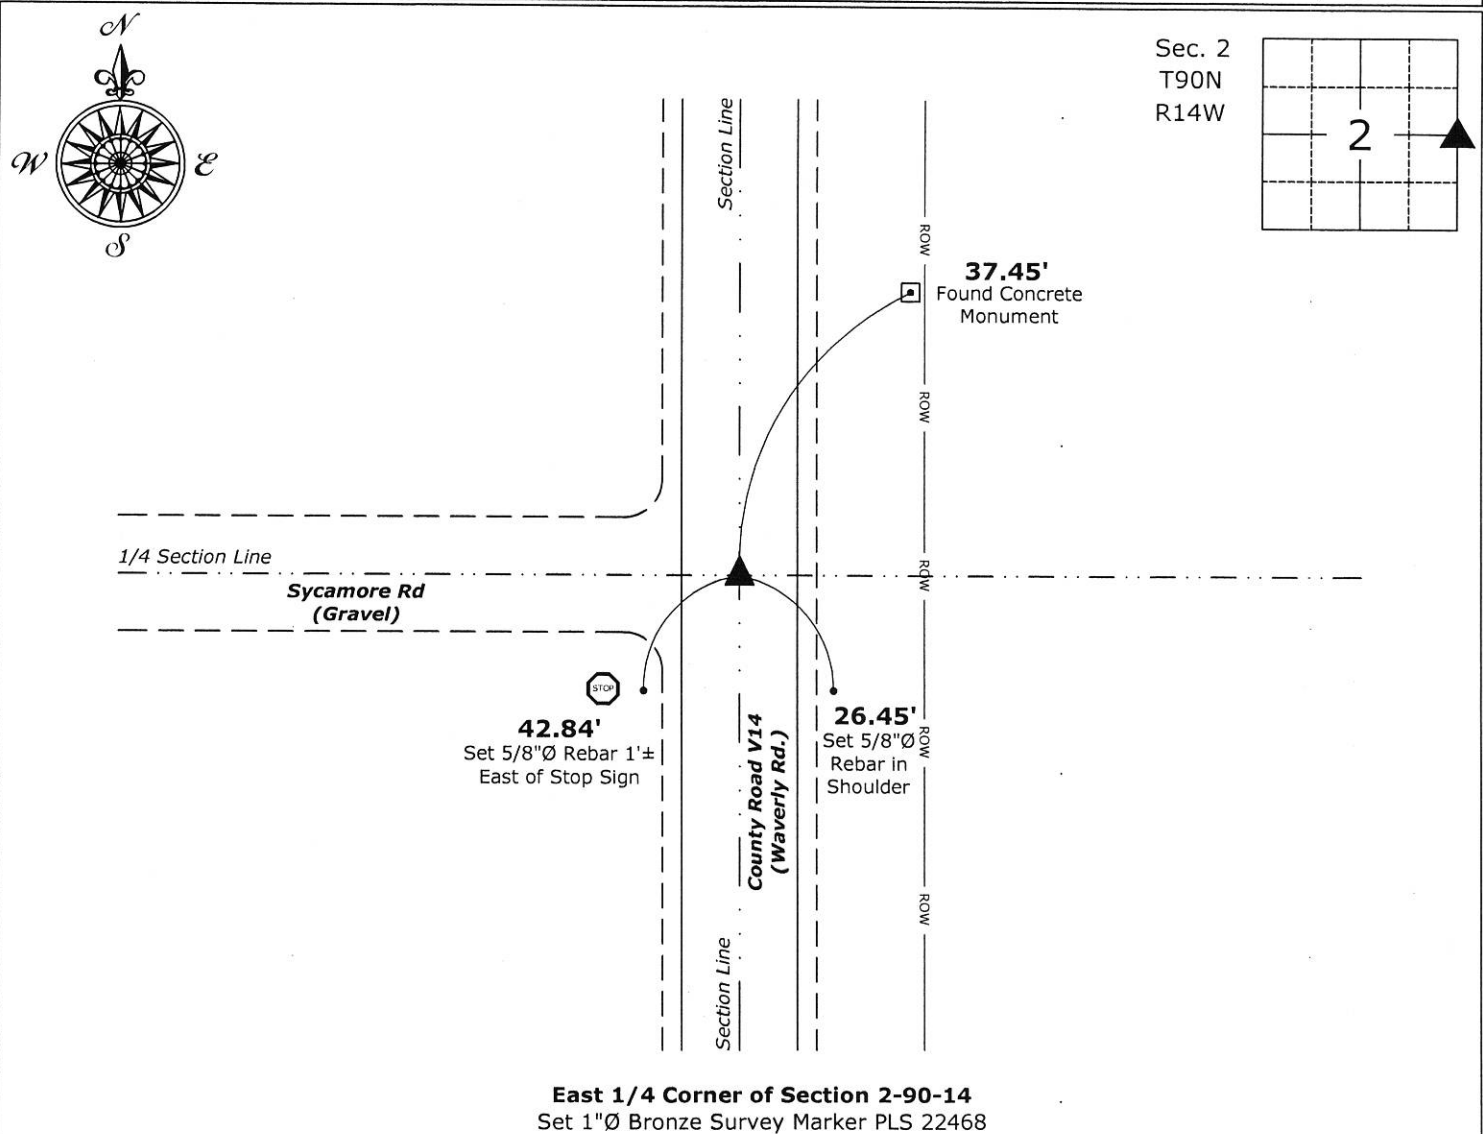 N
W
E
S
Sec. 2
T90N
R14W
2
Section Line
ROW
37.45'
Found Concrete
Monument
ROW
1/4 Section Line
Sycamore Rd
(Gravel)
ROW
STOP
42.84'
Set 5/8"Ø Rebar 1'±
East of Stop Sign
26.45'
Set 5/8"Ø
Rebar in
Shoulder
ROW
County Road V14
(Waverly Rd.)
ROW
Section Line
East 1/4 Corner of Section 2-90-14
Set 1"Ø Bronze Survey Marker PLS 22468